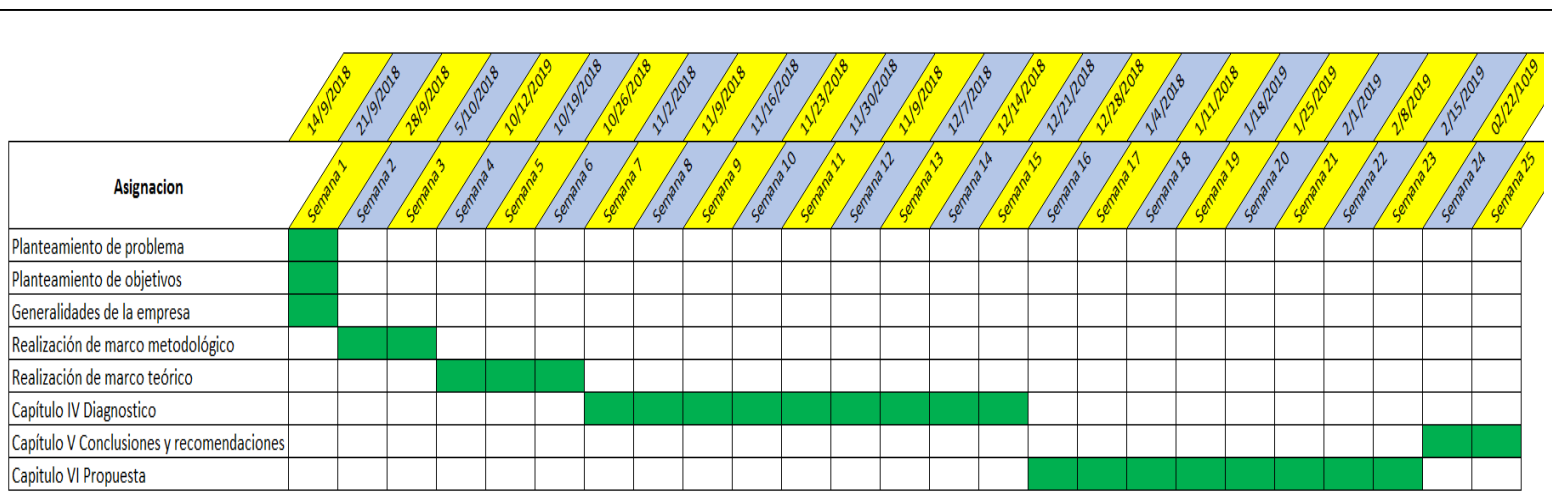 14/9/2018 21/9/2018 28/9/2018 5/10/2018 10/12/2019 10/19/2018 10/26/2018 11/2/2018 11/9/2018 11/16/2018 11/23/2018 11/30/2018 11/9/2018 12/7/2018 12/14/2018 12/21/2018 12/28/2018 1/4/2018 1/11/2018 1/18/2019 1/25/2019 2/1/2019 2/8/2019 2/15/2019 02/22/1019
Asignacion Semana 1 Semana 2 Semana 3 Semana 4 Semana 5 Semana 6 Semana 7 Semana 8 Semana 9 Semana 10 Semana 11 Semana 12 Semana 13 Semana 14 Semana 15 Semana 16 Semana 17 Semana 18 Semana 19 Semana 20 Semana 21 Semana 22 Semana 23 Semana 24 Semana 25
Planteamiento de problema
Planteamiento de objetivos
Generalidades de la empresa
Realización de marco metodológico
Realización de marco teórico
Capítulo IV Diagnostico
Capítulo V Conclusiones y recomendaciones
Capitulo VI Propuesta